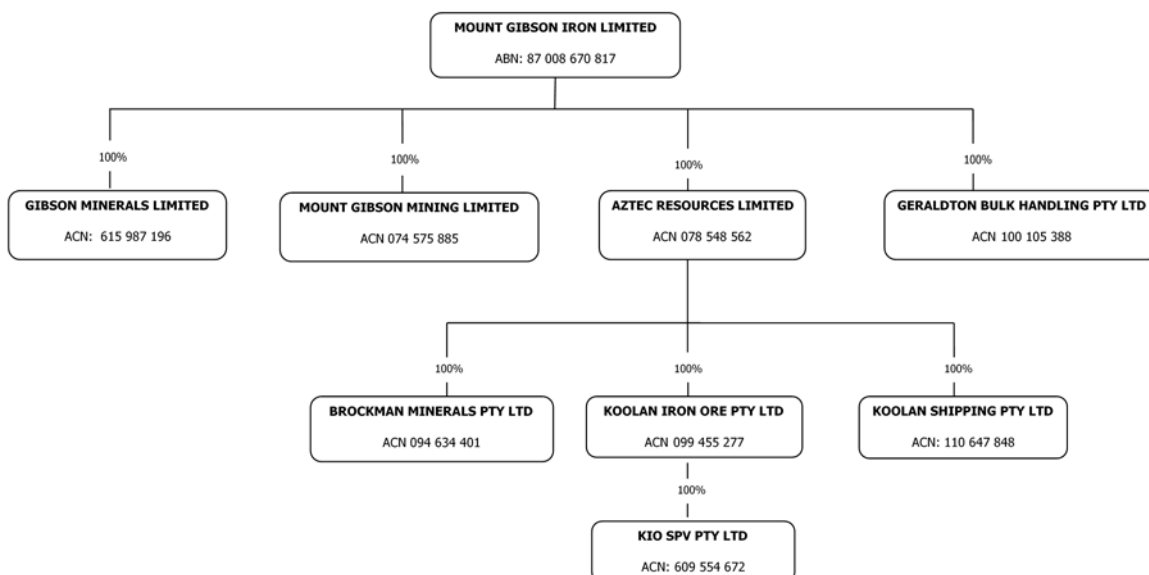 MOUNT GIBSON IRON LIMITED
ABN: 87 008 670 817
100%
100%
100%
100%
GIBSON MINERALS LIMITED
ACN: 615 987 196
MOUNT GIBSON MINING LIMITED
ACN 074 575 885
AZTEC RESOURCES LIMITED
ACN 078 548 562
GERALDTON BULK HANDLING PTY LTD
ACN 100 105 388
100%
100%
100%
BROCKMAN MINERALS PTY LTD
ACN 094 634 401
KOOLAN IRON ORE PTY LTD
ACN 099 455 277
KOOLAN SHIPPING PTY LTD
ACN: 110 647 848
100%
KIO SPV PTY LTD
ACN: 609 554 672